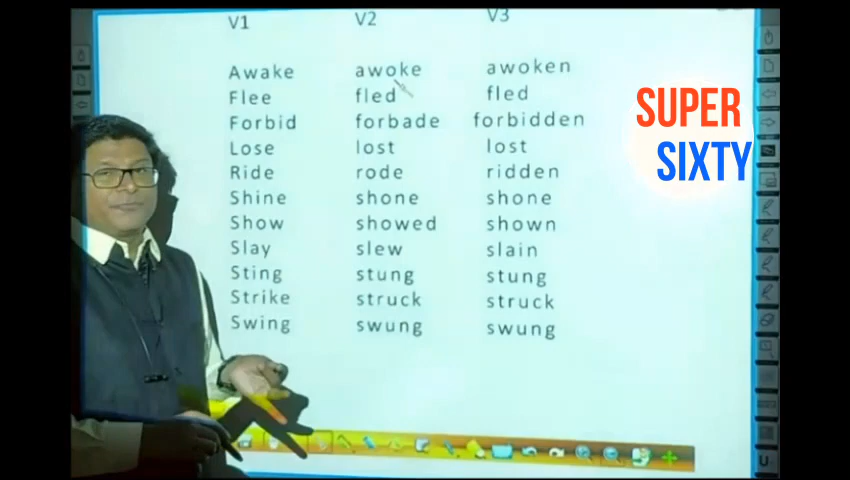 V1 V2 V3
Awake awoke awoken
Flee fled fled
Forbid forbade forbidden
Lose lost lost
Ride rode ridden
Shine shone shone
Show showed shown
Slay slew slain
Sting stung stung
Strike struck struck
Swing swung swung
SUPER
SIXTY